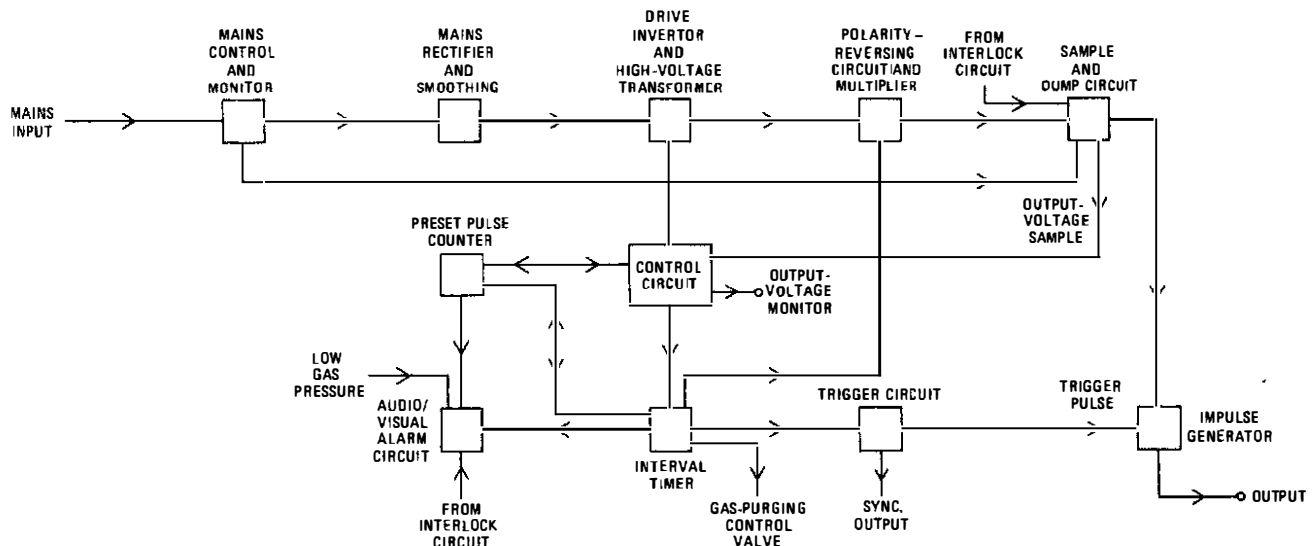 MAINS
CONTROL
AND
MONITOR
MAINS
RECTIFIER
AND
SMOOTHING
DRIVE
INVERTOR
AND
HIGH-VOLTAGE
TRANSFORMER
POLARITY-
REVERSING
CIRCUIT AND
MULTIPLIER
FROM
INTERLOCK
CIRCUIT
SAMPLE
AND
DUMP CIRCUIT
MAINS
INPUT
OUTPUT-
VOLTAGE
SAMPLE
PRESET PULSE
COUNTER
CONTROL
CIRCUIT
OUTPUT-
VOLTAGE
MONITOR
LOW
GAS
PRESSURE
AUDIO/
VISUAL
ALARM
CIRCUIT
TRIGGER CIRCUIT
TRIGGER
PULSE
IMPULSE
GENERATOR
INTERVAL
TIMER
FROM
INTERLOCK
CIRCUIT
GAS-PURGING
CONTROL
VALVE
SYNC.
OUTPUT
OUTPUT